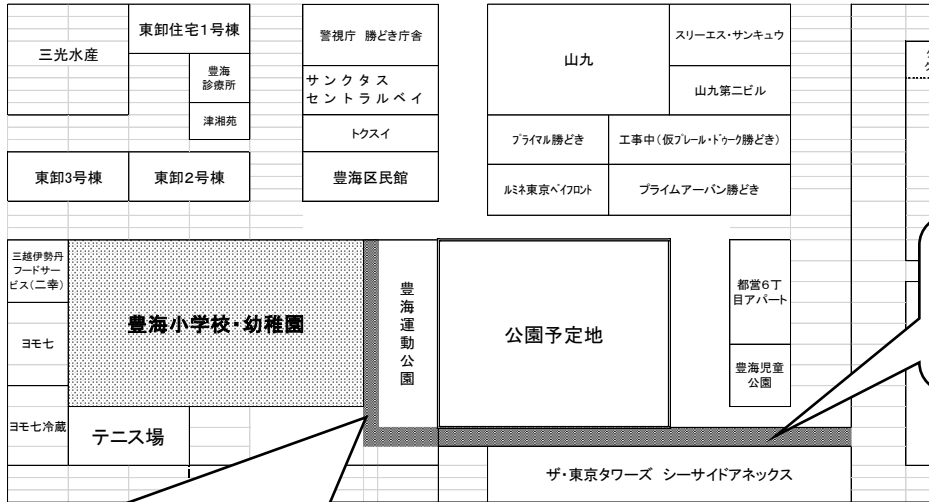 三光水産
東卸住宅1号棟
豊海
診療所
津湘苑
東卸3号棟
東卸2号棟
警視庁 勝どき庁舎
サンクタス
セントラルベイ
トクスイ
豊海区民館
山九
スリーエス・サンキュウ
山九第二ビル
プライマル勝どき
工事中(仮プレール・ドゥーク勝どき)
ルミネ東京ベイフロント
プライムアーバン勝どき
三越伊勢丹
フードサー
ビス(二幸)
ヨモ七
ヨモ七冷蔵
豊海小学校・幼稚園
テニス場
豊海運動公園
公園予定地
都営6丁
目アパート
豊海児童
公園
ザ・東京タワーズ シーサイドアネックス